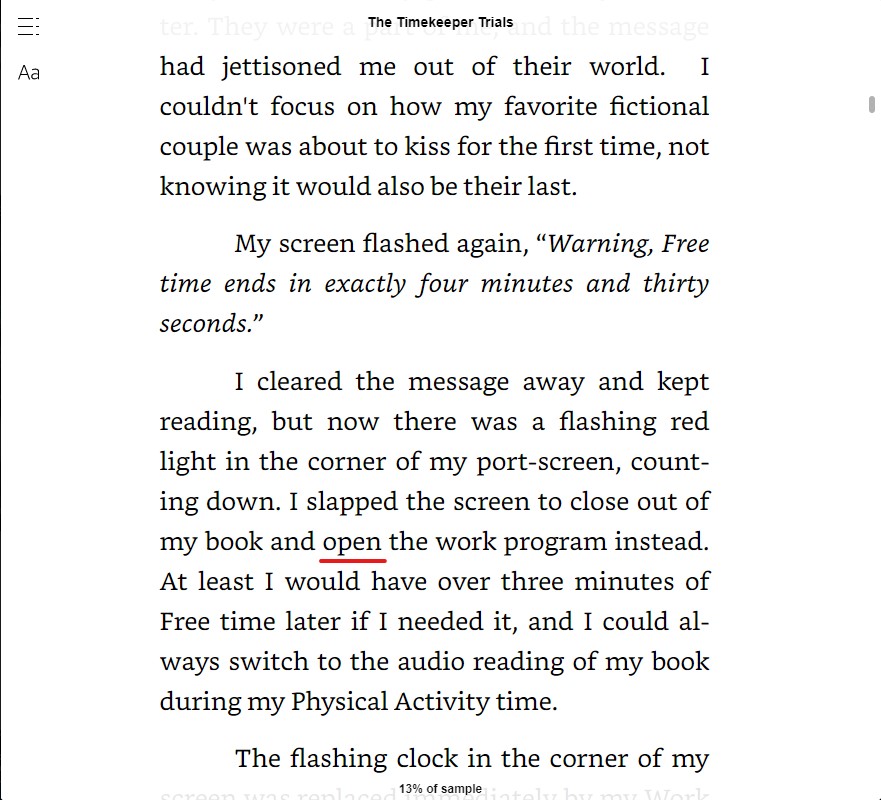 The Timekeeper Trials
ter. They were a part of me, and the message
Aa
had jettisoned me out of their world. I
couldn't focus on how my favorite fictional
couple was about to kiss for the first time, not
knowing it would also be their last.
My screen flashed again, “Warning, Free
time ends in exactly four minutes and thirty
seconds.”
I cleared the message away and kept
reading, but now there was a flashing red
light in the corner of my port-screen, count-
ing down. I slapped the screen to close out of
my book and open the work program instead.
At least I would have over three minutes of
Free time later if I needed it, and I could al-
ways switch to the audio reading of my book
during my Physical Activity time.
The flashing clock in the corner of my
13% of sample
screen was replaced immediately by my Work